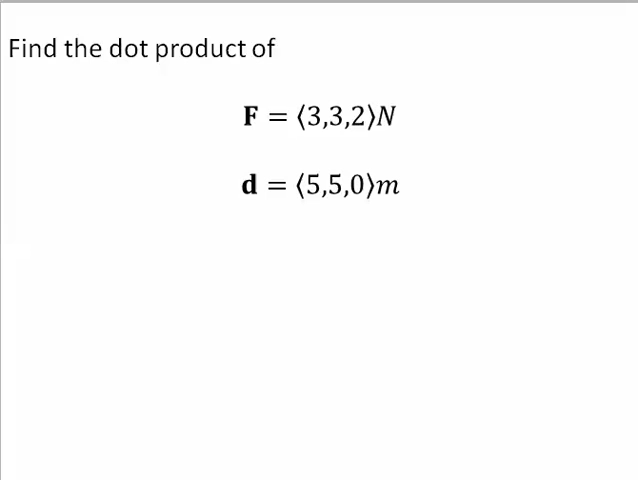 Find the dot product of
𝐅 = ⟨3,3,2⟩𝑁
𝐝 = ⟨5,5,0⟩𝑚